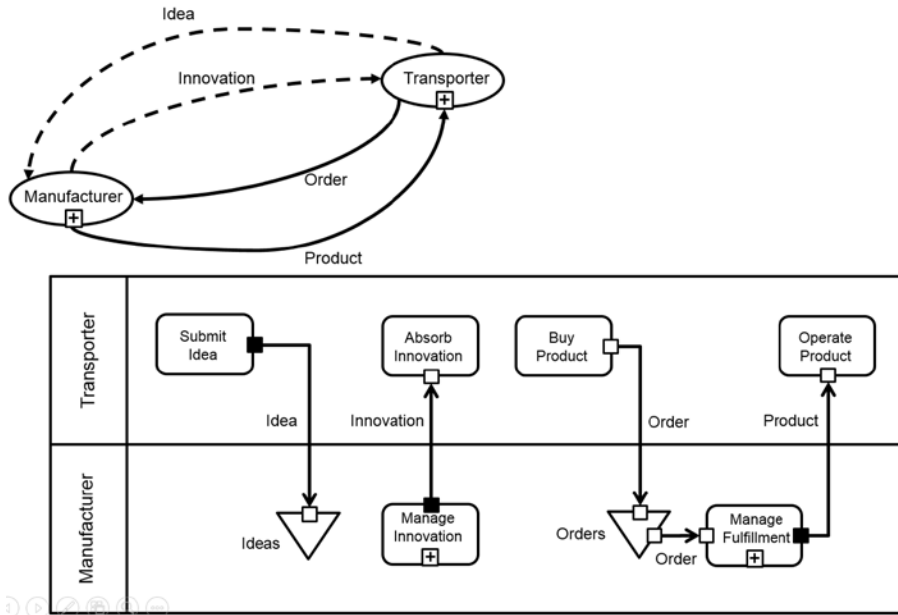 Idea
Innovation
Transporter
+
Manufacturer
+
Order
Product
Transporter
Submit
Idea
Absorb
Innovation
Buy
Product
Operate
Product
Idea
Innovation
Order
Product
Manufacturer
Ideas
Manage
Innovation
+
Orders
Order
Manage
Fulfillment
+